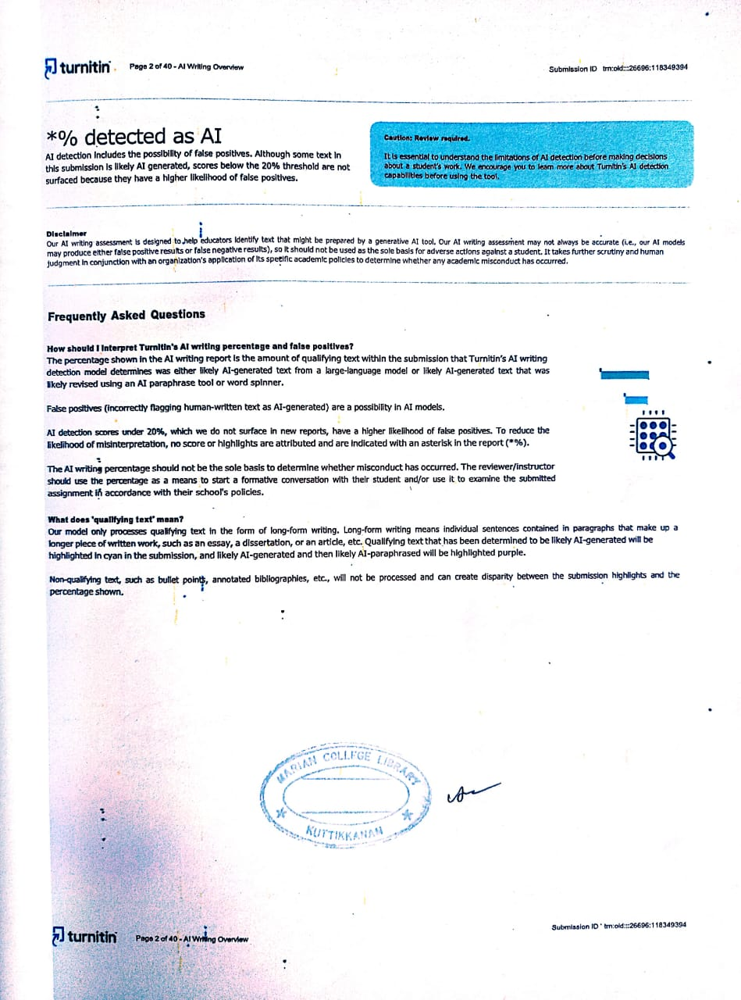 turnitin Page 2 of 40 - AI Writing Overview Submission ID trn:oid:::26696:118349394
*% detected as AI
AI detection includes the possibility of false positives. Although some text in
this submission is likely AI generated, scores below the 20% threshold are not
surfaced because they have a higher likelihood of false positives.
Caution: Review required.
It is essential to understand the limitations of AI detection before making decisions
about a student's work. We encourage you to learn more about Turnitin's AI detection
capabilities before using the tool.
Disclaimer
Our AI writing assessment is designed to help educators identify text that might be prepared by a generative AI tool. Our AI writing assessment may not always be accurate (i.e., our AI models
may produce either false positive results or false negative results), so it should not be used as the sole basis for adverse actions against a student. It takes further scrutiny and human
judgment in conjunction with an organization's application of its specific academic policies to determine whether any academic misconduct has occurred.
Frequently Asked Questions
How should I interpret Turnitin's AI writing percentage and false positives?
The percentage shown in the AI writing report is the amount of qualifying text within the submission that Turnitin's AI writing
detection model determines was either likely AI-generated text from a large-language model or likely AI-generated text that was
likely revised using an AI paraphrase tool or word spinner.
False positives (incorrectly flagging human-written text as AI-generated) are a possibility in AI models.
AI detection scores under 20%, which we do not surface in new reports, have a higher likelihood of false positives. To reduce the
likelihood of misinterpretation, no score or highlights are attributed and are indicated with an asterisk in the report (*%).
The AI writing percentage should not be the sole basis to determine whether misconduct has occurred. The reviewer/instructor
should use the percentage as a means to start a formative conversation with their student and/or use it to examine the submitted
assignment in accordance with their school's policies.
What does 'qualifying text' mean?
Our model only processes qualifying text in the form of long-form writing. Long-form writing means individual sentences contained in paragraphs that make up a
longer piece of written work, such as an essay, a dissertation, or an article, etc. Qualifying text that has been determined to be likely AI-generated will be
highlighted in cyan in the submission, and likely AI-generated and then likely AI-paraphrased will be highlighted purple.
Non-qualifying text, such as bullet points, annotated bibliographies, etc., will not be processed and can create disparity between the submission highlights and the
percentage shown.
MARIAN COLLEGE LIBRARY
KUTTIKKANAM
turnitin Page 2 of 40 - AI Writing Overview Submission ID trn:oid:::26696:118349394